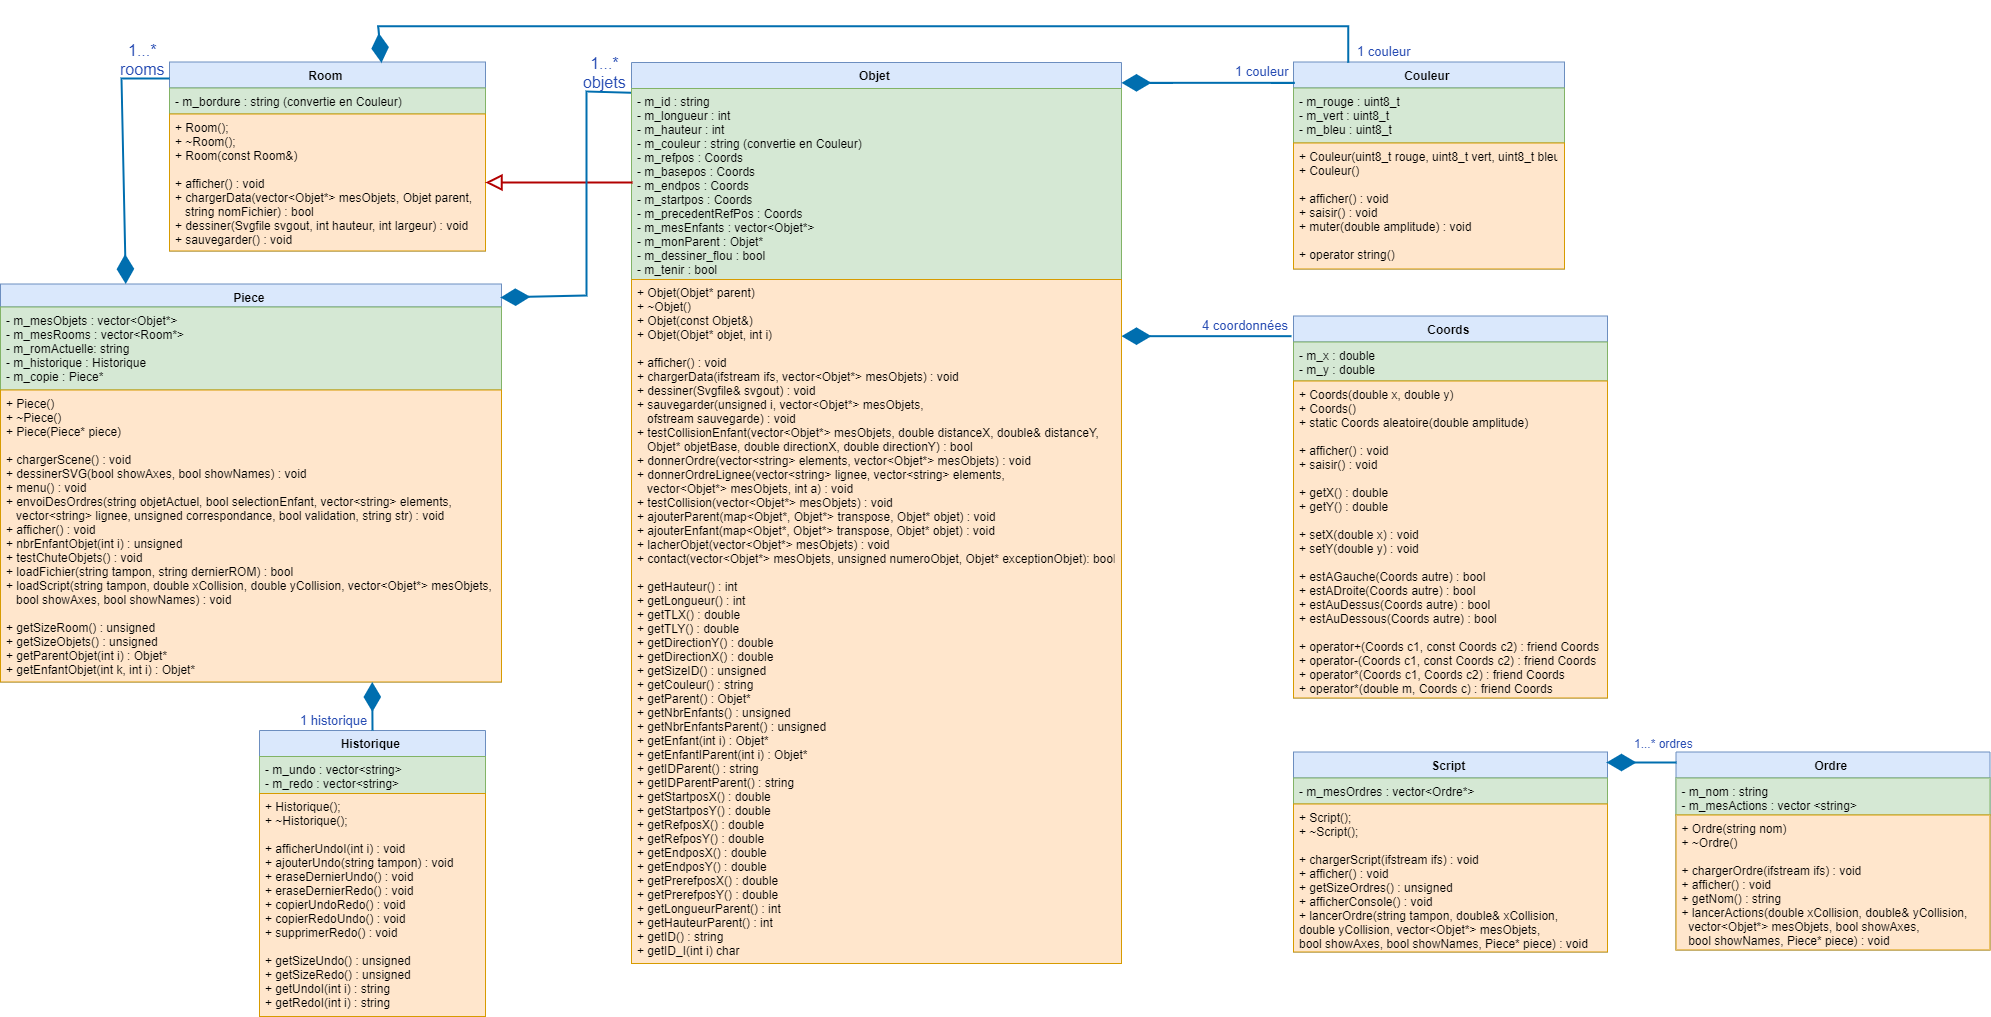 1...*
rooms
Room
- m_bordure : string (convertie en Couleur)
+ Room();
+ ~Room();
+ Room(const Room&)
+ afficher() : void
+ chargerData(vector<Objet*> mesObjets, Objet parent,
string nomFichier) : bool
+ dessiner(Svgfile svgout, int hauteur, int largeur) : void
+ sauvegarder() : void
Piece
- m_mesObjets : vector<Objet*>
- m_mesRooms : vector<Room*>
- m_romActuelle: string
- m_historique : Historique
- m_copie : Piece*
+ Piece()
+ ~Piece()
+ Piece(Piece* piece)
+ chargerScene() : void
+ dessinerSVG(bool showAxes, bool showNames) : void
+ menu() : void
+ envoiDesOrdres(string objetActuel, bool selectionEnfant, vector<string> elements,
vector<string> lignee, unsigned correspondance, bool validation, string str) : void
+ afficher() : void
+ nbrEnfantObjet(int i) : unsigned
+ testChuteObjets() : void
+ loadFichier(string tampon, string dernierROM) : bool
+ loadScript(string tampon, double xCollision, double yCollision, vector<Objet*> mesObjets,
bool showAxes, bool showNames) : void
+ getSizeRoom() : unsigned
+ getSizeObjets() : unsigned
+ getParentObjet(int i) : Objet*
+ getEnfantObjet(int k, int i) : Objet*
1 historique
Historique
- m_undo : vector<string>
- m_redo : vector<string>
+ Historique();
+ ~Historique();
+ afficherUndoI(int i) : void
+ ajouterUndo(string tampon) : void
+ eraseDernierUndo() : void
+ eraseDernierRedo() : void
+ copierUndoRedo() : void
+ copierRedoUndo() : void
+ supprimerRedo() : void
+ getSizeUndo() : unsigned
+ getSizeRedo() : unsigned
+ getUndoI(int i) : string
+ getRedoI(int i) : string
1...*
objets
Objet
- m_id : string
- m_longueur : int
- m_hauteur : int
- m_couleur : string (convertie en Couleur)
- m_refpos : Coords
- m_basepos : Coords
- m_endpos : Coords
- m_startpos : Coords
- m_precedentRefPos : Coords
- m_mesEnfants : vector<Objet*>
- m_monParent : Objet*
- m_dessiner_flou : bool
- m_tenir : bool
+ Objet(Objet* parent)
+ ~Objet()
+ Objet(const Objet&)
+ Objet(Objet* objet, int i)
+ afficher() : void
+ chargerData(ifstream ifs, vector<Objet*> mesObjets) : void
+ dessiner(Svgfile& svgout) : void
+ sauvegarder(unsigned i, vector<Objet*> mesObjets,
ofstream sauvegarde) : void
+ testCollisionEnfant(vector<Objet*> mesObjets, double distanceX, double& distanceY,
Objet* objetBase, double directionX, double directionY) : bool
+ donnerOrdre(vector<string> elements, vector<Objet*> mesObjets) : void
+ donnerOrdreLignee(vector<string> lignee, vector<string> elements,
vector<Objet*> mesObjets, int a) : void
+ testCollision(vector<Objet*> mesObjets) : void
+ ajouterParent(map<Objet*, Objet*> transpose, Objet* objet) : void
+ ajouterEnfant(map<Objet*, Objet*> transpose, Objet* objet) : void
+ lacherObjet(vector<Objet*> mesObjets) : void
+ contact(vector<Objet*> mesObjets, unsigned numeroObjet, Objet* exceptionObjet): bool
+ getHauteur() : int
+ getLongueur() : int
+ getTLX() : double
+ getTLY() : double
+ getDirectionY() : double
+ getDirectionX() : double
+ getSizeID() : unsigned
+ getCouleur() : string
+ getParent() : Objet*
+ getNbrEnfants() : unsigned
+ getNbrEnfantsParent() : unsigned
+ getEnfant(int i) : Objet*
+ getEnfantIParent(int i) : Objet*
+ getIDParent() : string
+ getIDParentParent() : string
+ getStartposX() : double
+ getStartposY() : double
+ getRefposX() : double
+ getRefposY() : double
+ getEndposX() : double
+ getEndposY() : double
+ getPrerefposX() : double
+ getPrerefposY() : double
+ getLongueurParent() : int
+ getHauteurParent() : int
+ getID() : string
+ getID_I(int i) char
1 couleur
1 couleur
Couleur
- m_rouge : uint8_t
- m_vert : uint8_t
- m_bleu : uint8_t
+ Couleur(uint8_t rouge, uint8_t vert, uint8_t bleu
+ Couleur()
+ afficher() : void
+ saisir() : void
+ muter(double amplitude) : void
+ operator string()
4 coordonnées
Coords
- m_x : double
- m_y : double
+ Coords(double x, double y)
+ Coords()
+ static Coords aleatoire(double amplitude)
+ afficher() : void
+ saisir() : void
+ getX() : double
+ getY() : double
+ setX(double x) : void
+ setY(double y) : void
+ estAGauche(Coords autre) : bool
+ estADroite(Coords autre) : bool
+ estAuDessus(Coords autre) : bool
+ estAuDessous(Coords autre) : bool
+ operator+(Coords c1, const Coords c2) : friend Coords
+ operator-(Coords c1, const Coords c2) : friend Coords
+ operator*(Coords c1, Coords c2) : friend Coords
+ operator*(double m, Coords c) : friend Coords
Script
- m_mesOrdres : vector<Ordre*>
+ Script();
+ ~Script();
+ chargerScript(ifstream ifs) : void
+ afficher() : void
+ getSizeOrdres() : unsigned
+ afficherConsole() : void
+ lancerOrdre(string tampon, double& xCollision,
double yCollision, vector<Objet*> mesObjets,
bool showAxes, bool showNames, Piece* piece) : void
1...* ordres
Ordre
- m_nom : string
- m_mesActions : vector <string>
+ Ordre(string nom)
+ ~Ordre()
+ chargerOrdre(ifstream ifs) : void
+ afficher() : void
+ getNom() : string
+ lancerActions(double xCollision, double& yCollision,
vector<Objet*> mesObjets, bool showAxes,
bool showNames, Piece* piece) : void